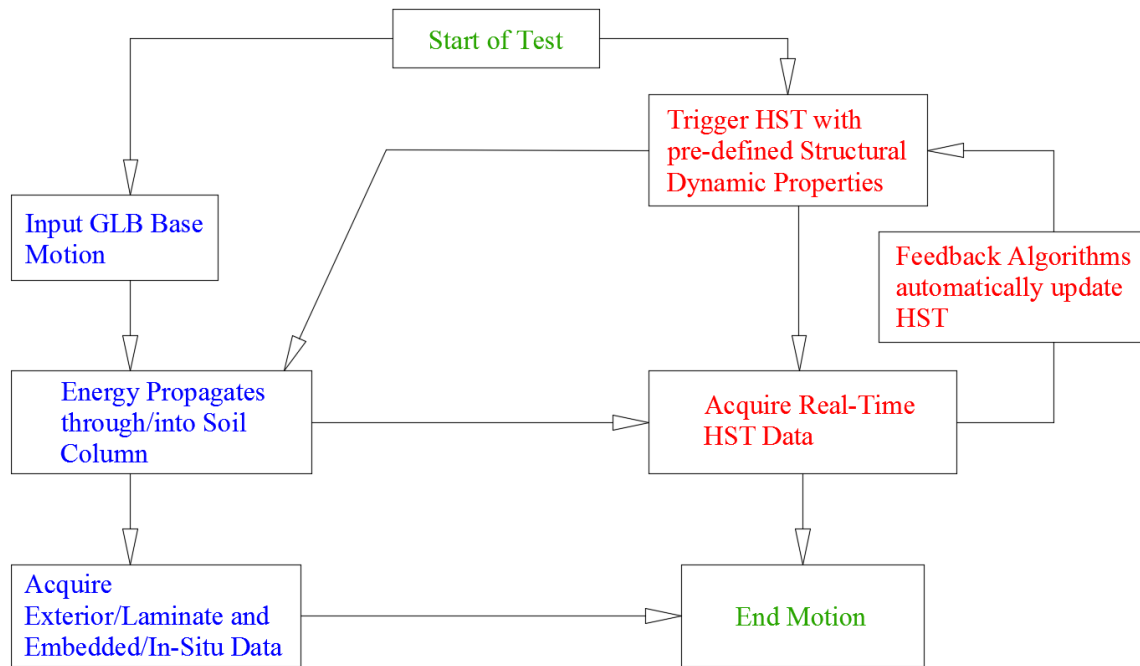 Start of Test
Trigger HST with
pre-defined Structural
Dynamic Properties
Input GLB Base
Motion
Feedback Algorithms
automatically update
HST
Energy Propagates
through/into Soil
Column
Acquire Real-Time
HST Data
Acquire
Exterior/Laminate and
Embedded/In-Situ Data
End Motion